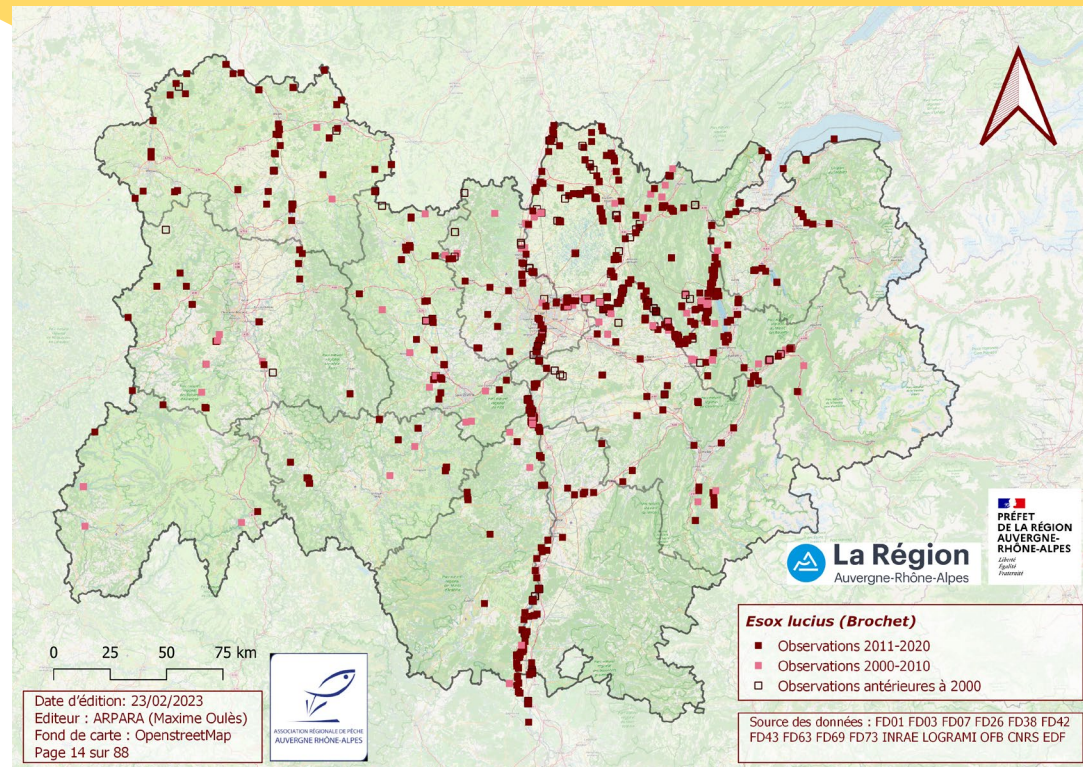 PRÉFET
DE LA RÉGION
AUVERGNE-
RHÔNE-ALPES
Liberté
Égalité
Fraternité
La Région
Auvergne-Rhône-Alpes
Esox lucius (Brochet)
Observations 2011-2020
Observations 2000-2010
Observations antérieures à 2000
0 25 50 75 km
Date d'édition: 23/02/2023
Editeur : ARPARA (Maxime Oulès)
Fond de carte : OpenstreetMap
Page 14 sur 88
ASSOCIATION RÉGIONALE DE PÊCHE
AUVERGNE RHÔNE-ALPES
Source des données : FD01 FD03 FD07 FD26 FD38 FD42
FD43 FD63 FD69 FD73 INRAE LOGRAMI OFB CNRS EDF